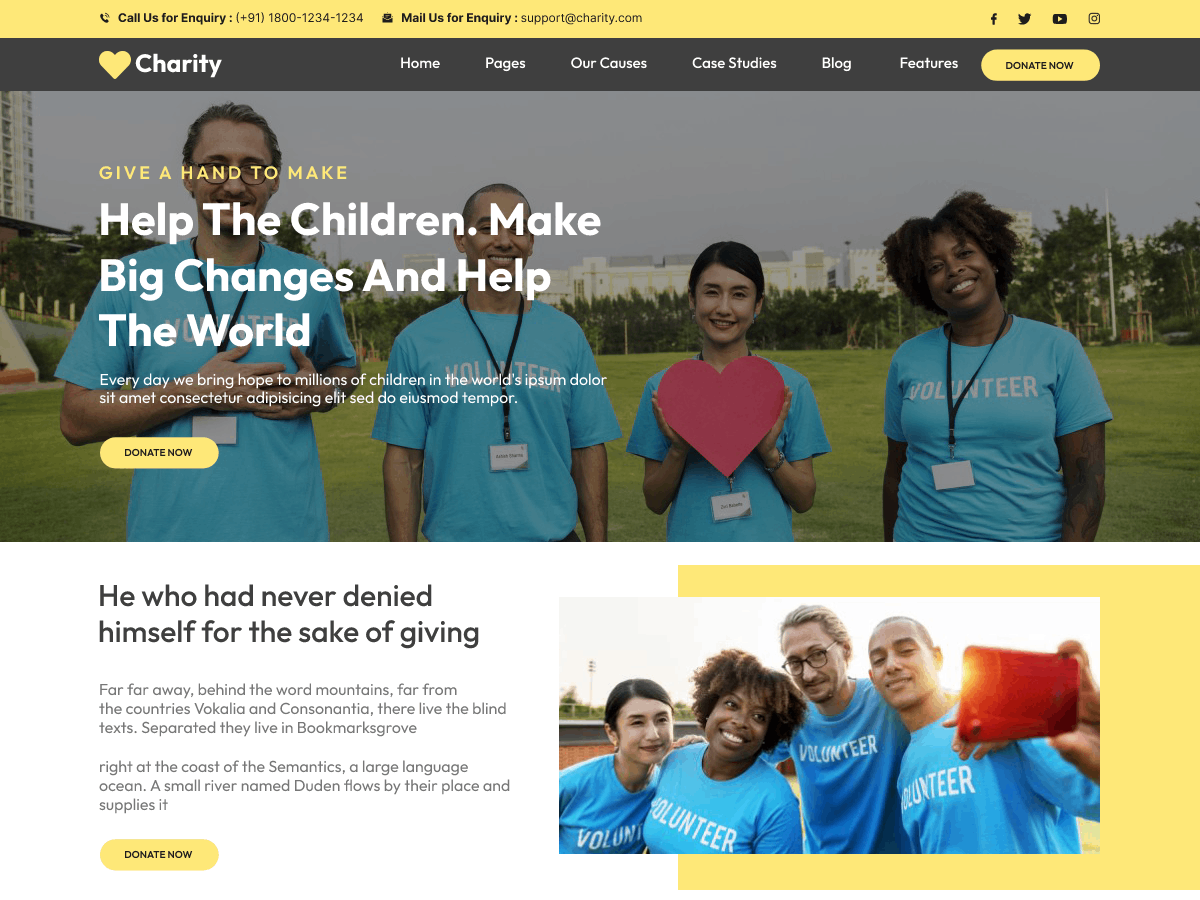 Call Us for Enquiry : (+91) 1800-1234-1234
Mail Us for Enquiry : support@charity.com
Charity
Home
Pages
Our Causes
Case Studies
Blog
Features
DONATE NOW
GIVE A HAND TO MAKE
Help The Children. Make
Big Changes And Help
The World
Every day we bring hope to millions of children in the world's ipsum dolor
sit amet consectetur adipisicing elit sed do eiusmod tempor.
DONATE NOW
VOLUNTEER
VOLUNTEER
VOLUNTEER
He who had never denied
himself for the sake of giving
Far far away, behind the word mountains, far from
the countries Vokalia and Consonantia, there live the blind
texts. Separated they live in Bookmarksgrove
right at the coast of the Semantics, a large language
ocean. A small river named Duden flows by their place and
supplies it
DONATE NOW
VOLUNTEER
VOLUNTEER
VOLUNTEER
VOLUNT